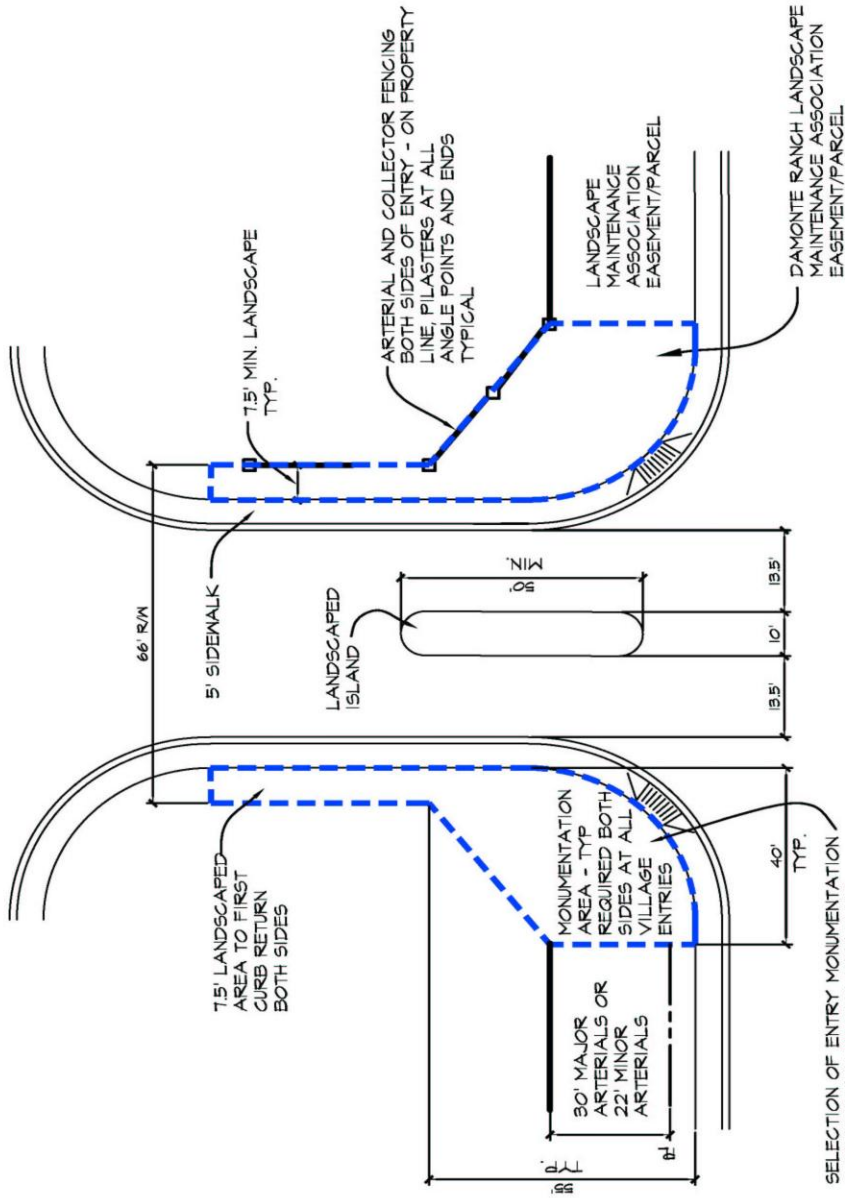 66' R/W
7.5' MIN. LANDSCAPE
TYP.
5' SIDEWALK
ARTERIAL AND COLLECTOR FENCING
BOTH SIDES OF ENTRY - ON PROPERTY
LINE, PILASTERS AT ALL
ANGLE POINTS AND ENDS
TYPICAL
7.5' LANDSCAPED
AREA TO FIRST
CURB RETURN
BOTH SIDES
LANDSCAPED
ISLAND
50'
MIN.
LANDSCAPE
MAINTENANCE
ASSOCIATION
EASEMENT/PARCEL
MONUMENTATION
AREA - TYP
REQUIRED BOTH
SIDES AT ALL
VILLAGE
ENTRIES
30' MAJOR
ARTERIALS OR
22' MINOR
ARTERIALS
TYP.
40'
TYP.
13.5'
10'
13.5'
DAMONTE RANCH LANDSCAPE
MAINTENANCE ASSOCIATION
EASEMENT/PARCEL
SELECTION OF ENTRY MONUMENTATION